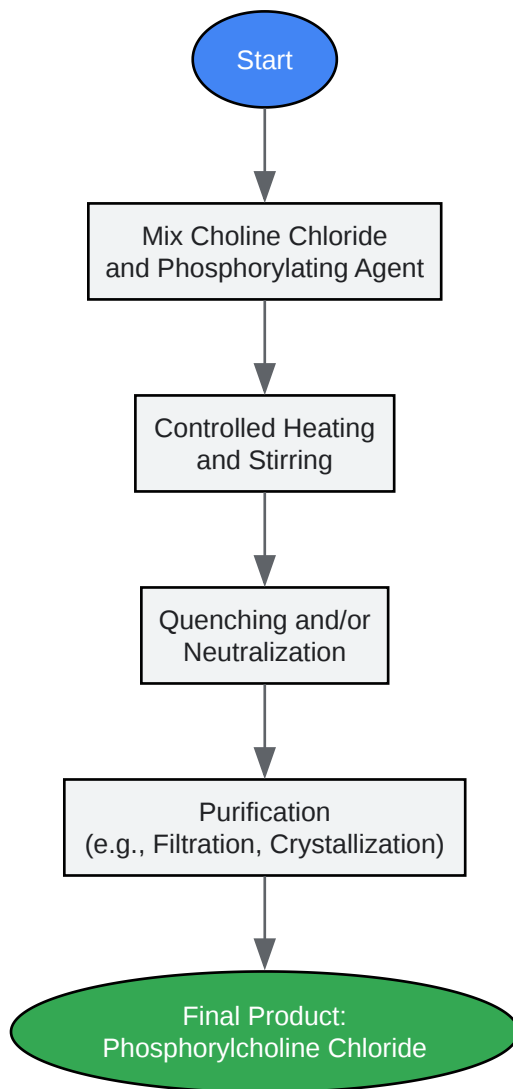 Start
Mix Choline Chloride
and Phosphorylating Agent
Controlled Heating
and Stirring
Quenching and/or
Neutralization
Purification
(e.g., Filtration, Crystallization)
Final Product:
Phosphorylcholine Chloride